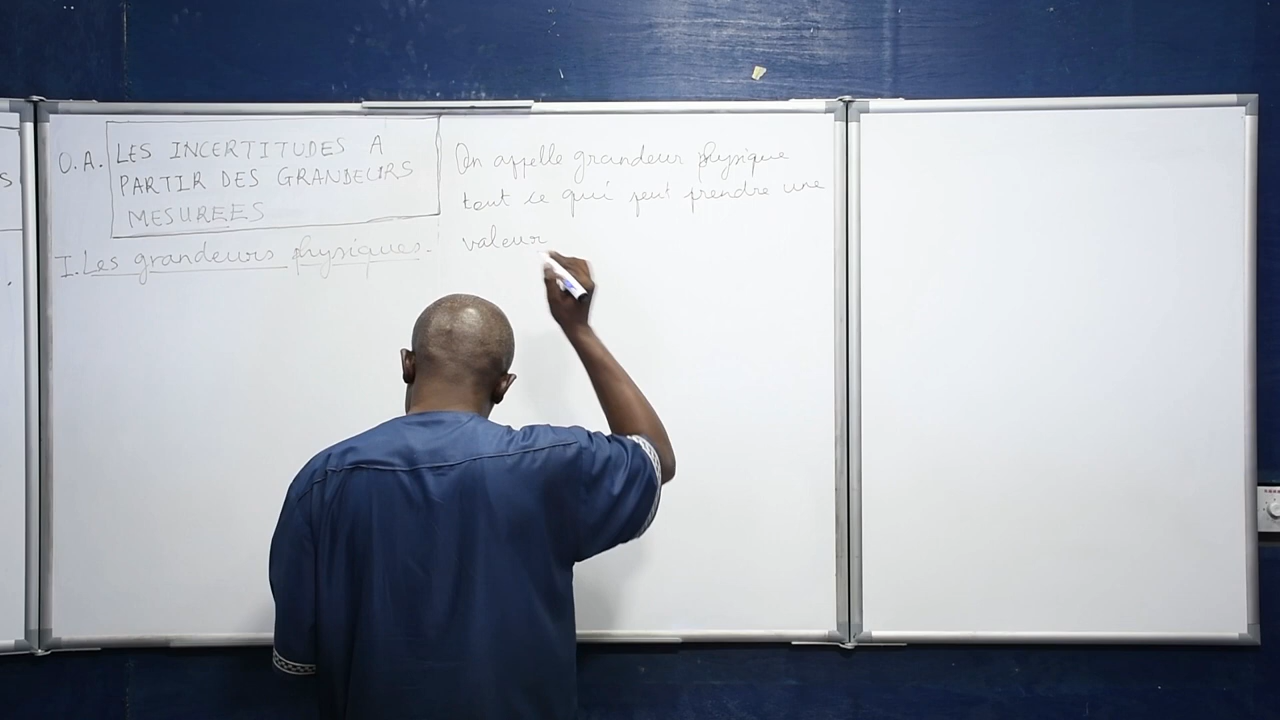 S
O.A. LES INCERTITUDES A
PARTIR DES GRANDEURS
MESUREES
I. Les grandeurs physiques.
On appelle grandeur physique
tout ce qui peut prendre une
valeur